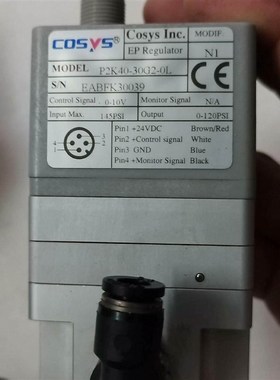 COSYS Cosys Inc. MODIF
EP Regulator N1
MODEL P2K40-30G2-0L
S/N EABFK30039 CE
Control Signal 0-10V Monitor Signal N/A
Input Max. 145PSI Output 0-120PSI
Pin1 +24VDC Brown/Red
Pin2 +Control signal White
Pin3 GND Blue
Pin4 +Monitor Signal Black